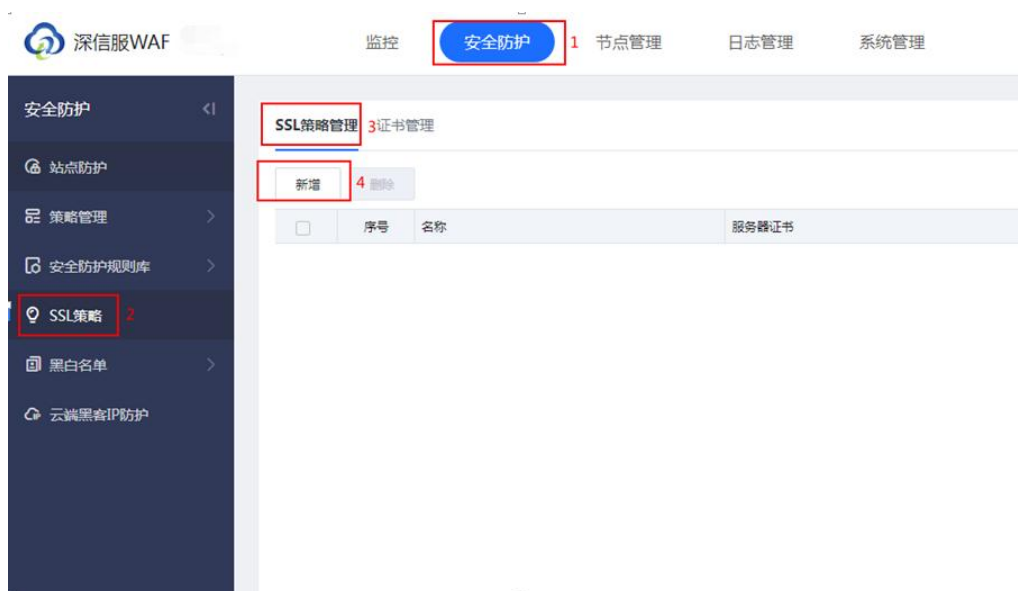 深信服WAF
监控
安全防护
1
节点管理
日志管理
系统管理
安全防护
站点防护
策略管理
安全防护规则库
SSL策略 2
黑白名单
云端黑客IP防护
SSL策略管理 3 证书管理
新增 4 删除
序号 名称 服务器证书